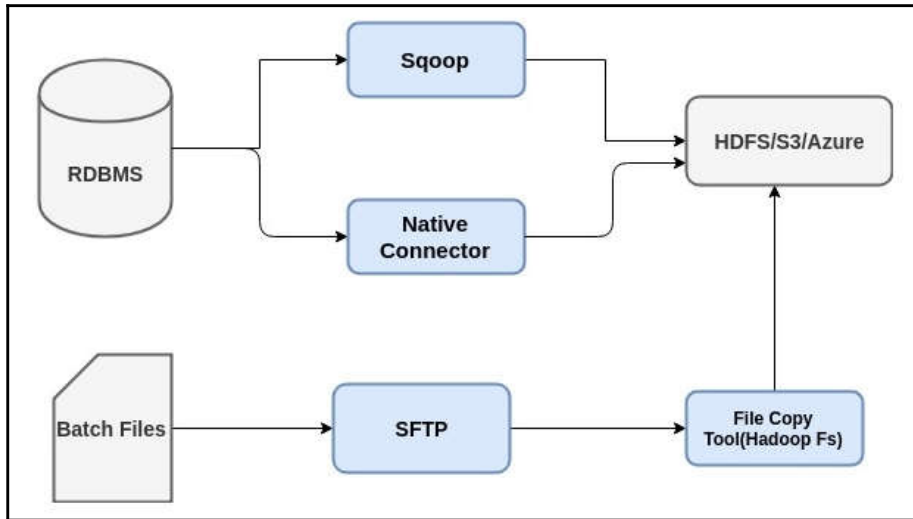 Sqoop
RDBMS
HDFS/S3/Azure
Native
Connector
Batch Files
SFTP
File Copy
Tool(Hadoop Fs)